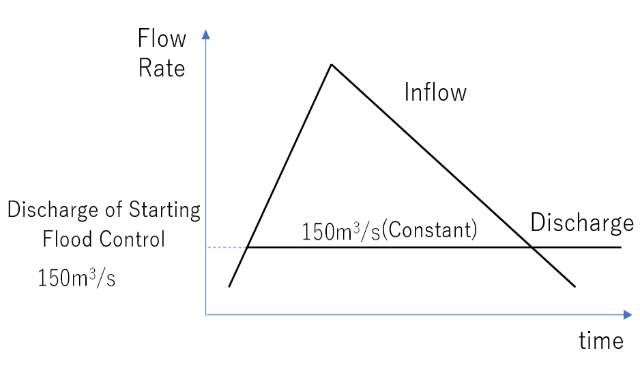 Flow
Rate
Inflow
Discharge of Starting
Flood Control
150m³/s
150m³/s(Constant)
Discharge
time